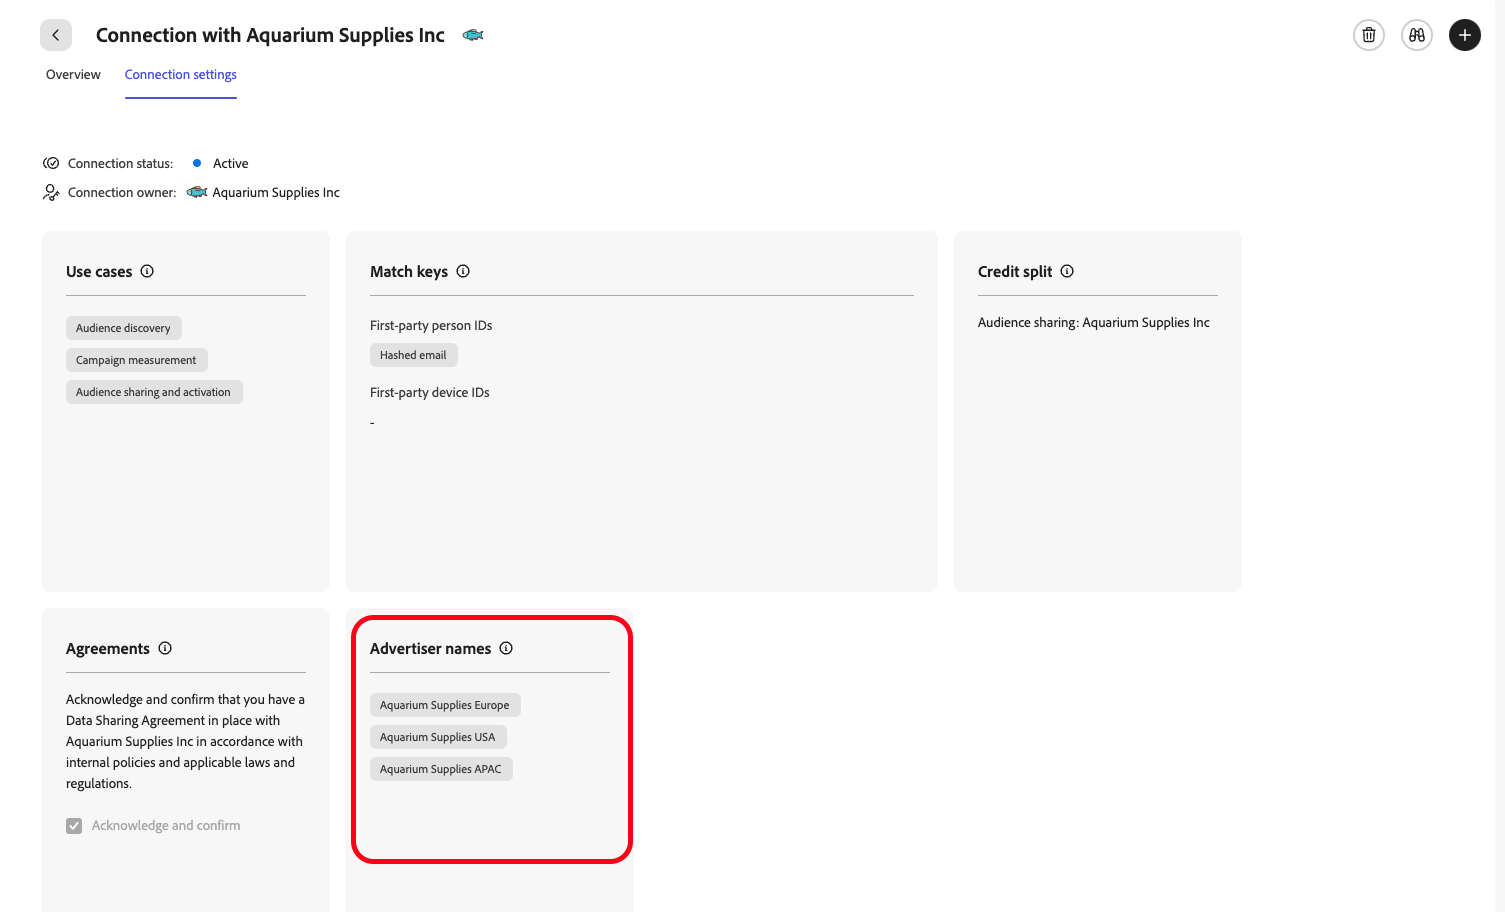 Connection with Aquarium Supplies Inc
Overview
Connection settings
Connection status:
Active
Connection owner:
Aquarium Supplies Inc
Use cases
Audience discovery
Campaign measurement
Audience sharing and activation
Match keys
First-party person IDs
Hashed email
First-party device IDs
-
Credit split
Audience sharing: Aquarium Supplies Inc
Agreements
Acknowledge and confirm that you have a
Data Sharing Agreement in place with
Aquarium Supplies Inc in accordance with
internal policies and applicable laws and
regulations.
Acknowledge and confirm
Advertiser names
Aquarium Supplies Europe
Aquarium Supplies USA
Aquarium Supplies APAC